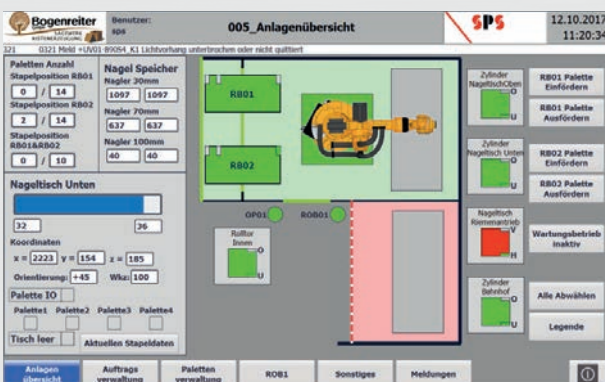 Bogenreiter
Benutzer:
sps
005_Anlagenübersicht
SPS
12.10.2017
11:20:34
321 0321 Meld +UV01-B9054_K1 Lichtvorhang unterbrochen oder nicht quittiert
Paletten Anzahl
Stapelposition RB01
0 / 14
Stapelposition RB02
2 / 14
Stapelposition
RB01&RB02
0 / 10
Nagel Speicher
Nagler 30mm
1097 1097
Nagler 70mm
637 637
Nagler 100mm
40 40
Nageltisch Unten
32 36
Koordinaten
x = 2223 y = 154 z = 185
Orientierung: +45 Wkz: 100
Palette IO
Palette1 Palette2 Palette3 Palette4
Tisch leer
Aktuellen Stapeldaten
RB01
RB02
OP01
ROB01
Rolltor
Innen
O
U
Zylinder
NageltischOben
O
U
Zylinder
Nageltisch Unten
O
U
Nageltisch
Riemenantrieb
V
H
Zylinder
Bahnhof
O
U
RB01 Palette
Einfördern
RB01 Palette
Ausfördern
RB02 Palette
Einfördern
RB02 Palette
Ausfördern
Wartungsbetrieb
inaktiv
Alle Abwählen
Legende
Anlagen
übersicht
Auftrags
verwaltung
Paletten
verwaltung
ROB1
Sonstiges
Meldungen